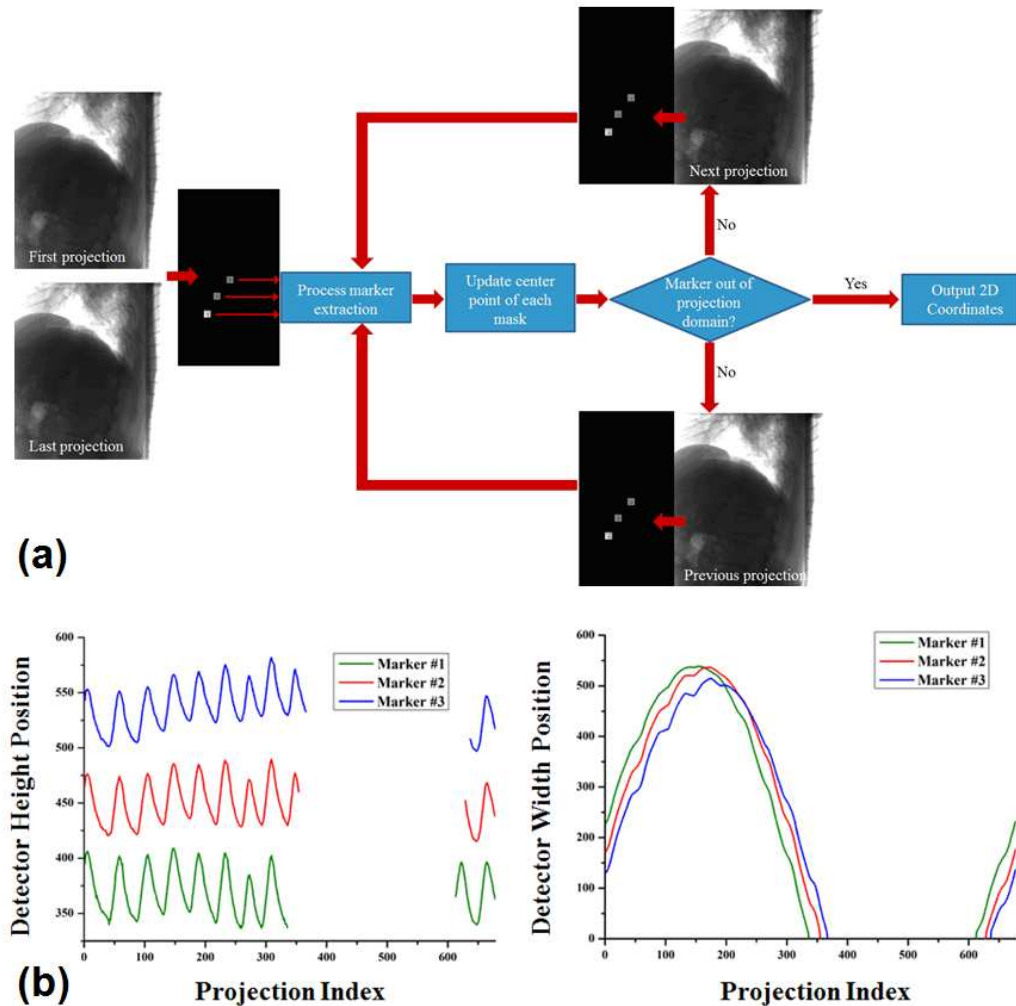 (a)
First projection
Last projection
Process marker
extraction
Update center
point of each
mask
Marker out of
projection
domain?
No
Next projection
No
Previous projection
Yes
Output 2D
Coordinates
(b)
Detector Height Position
600
550
500
450
400
350
0
100
200
300
400
500
600
Projection Index
Marker #1
Marker #2
Marker #3
Detector Width Position
600
500
400
300
200
100
0
0
100
200
300
400
500
600
Projection Index
Marker #1
Marker #2
Marker #3